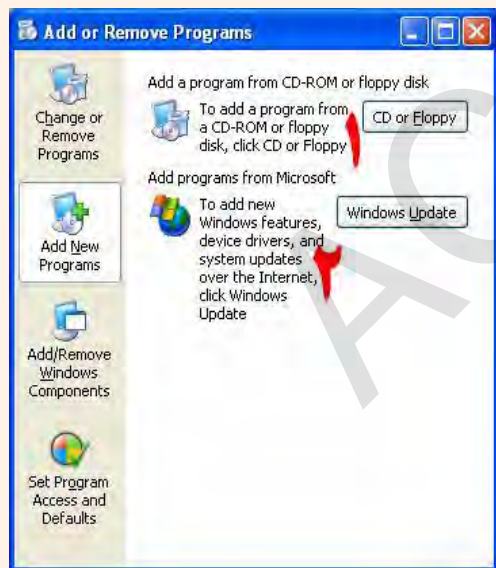 Add or Remove Programs
Change or
Remove
Programs
Add New
Programs
Add/Remove
Windows
Components
Set Program
Access and
Defaults
Add a program from CD-ROM or floppy disk
To add a program from
a CD-ROM or floppy
disk, click CD or Floppy
CD or Floppy
١
Add programs from Microsoft
To add new
Windows features,
device drivers, and
system updates
over the Internet,
click Windows
Update
Windows Update
٢
AC